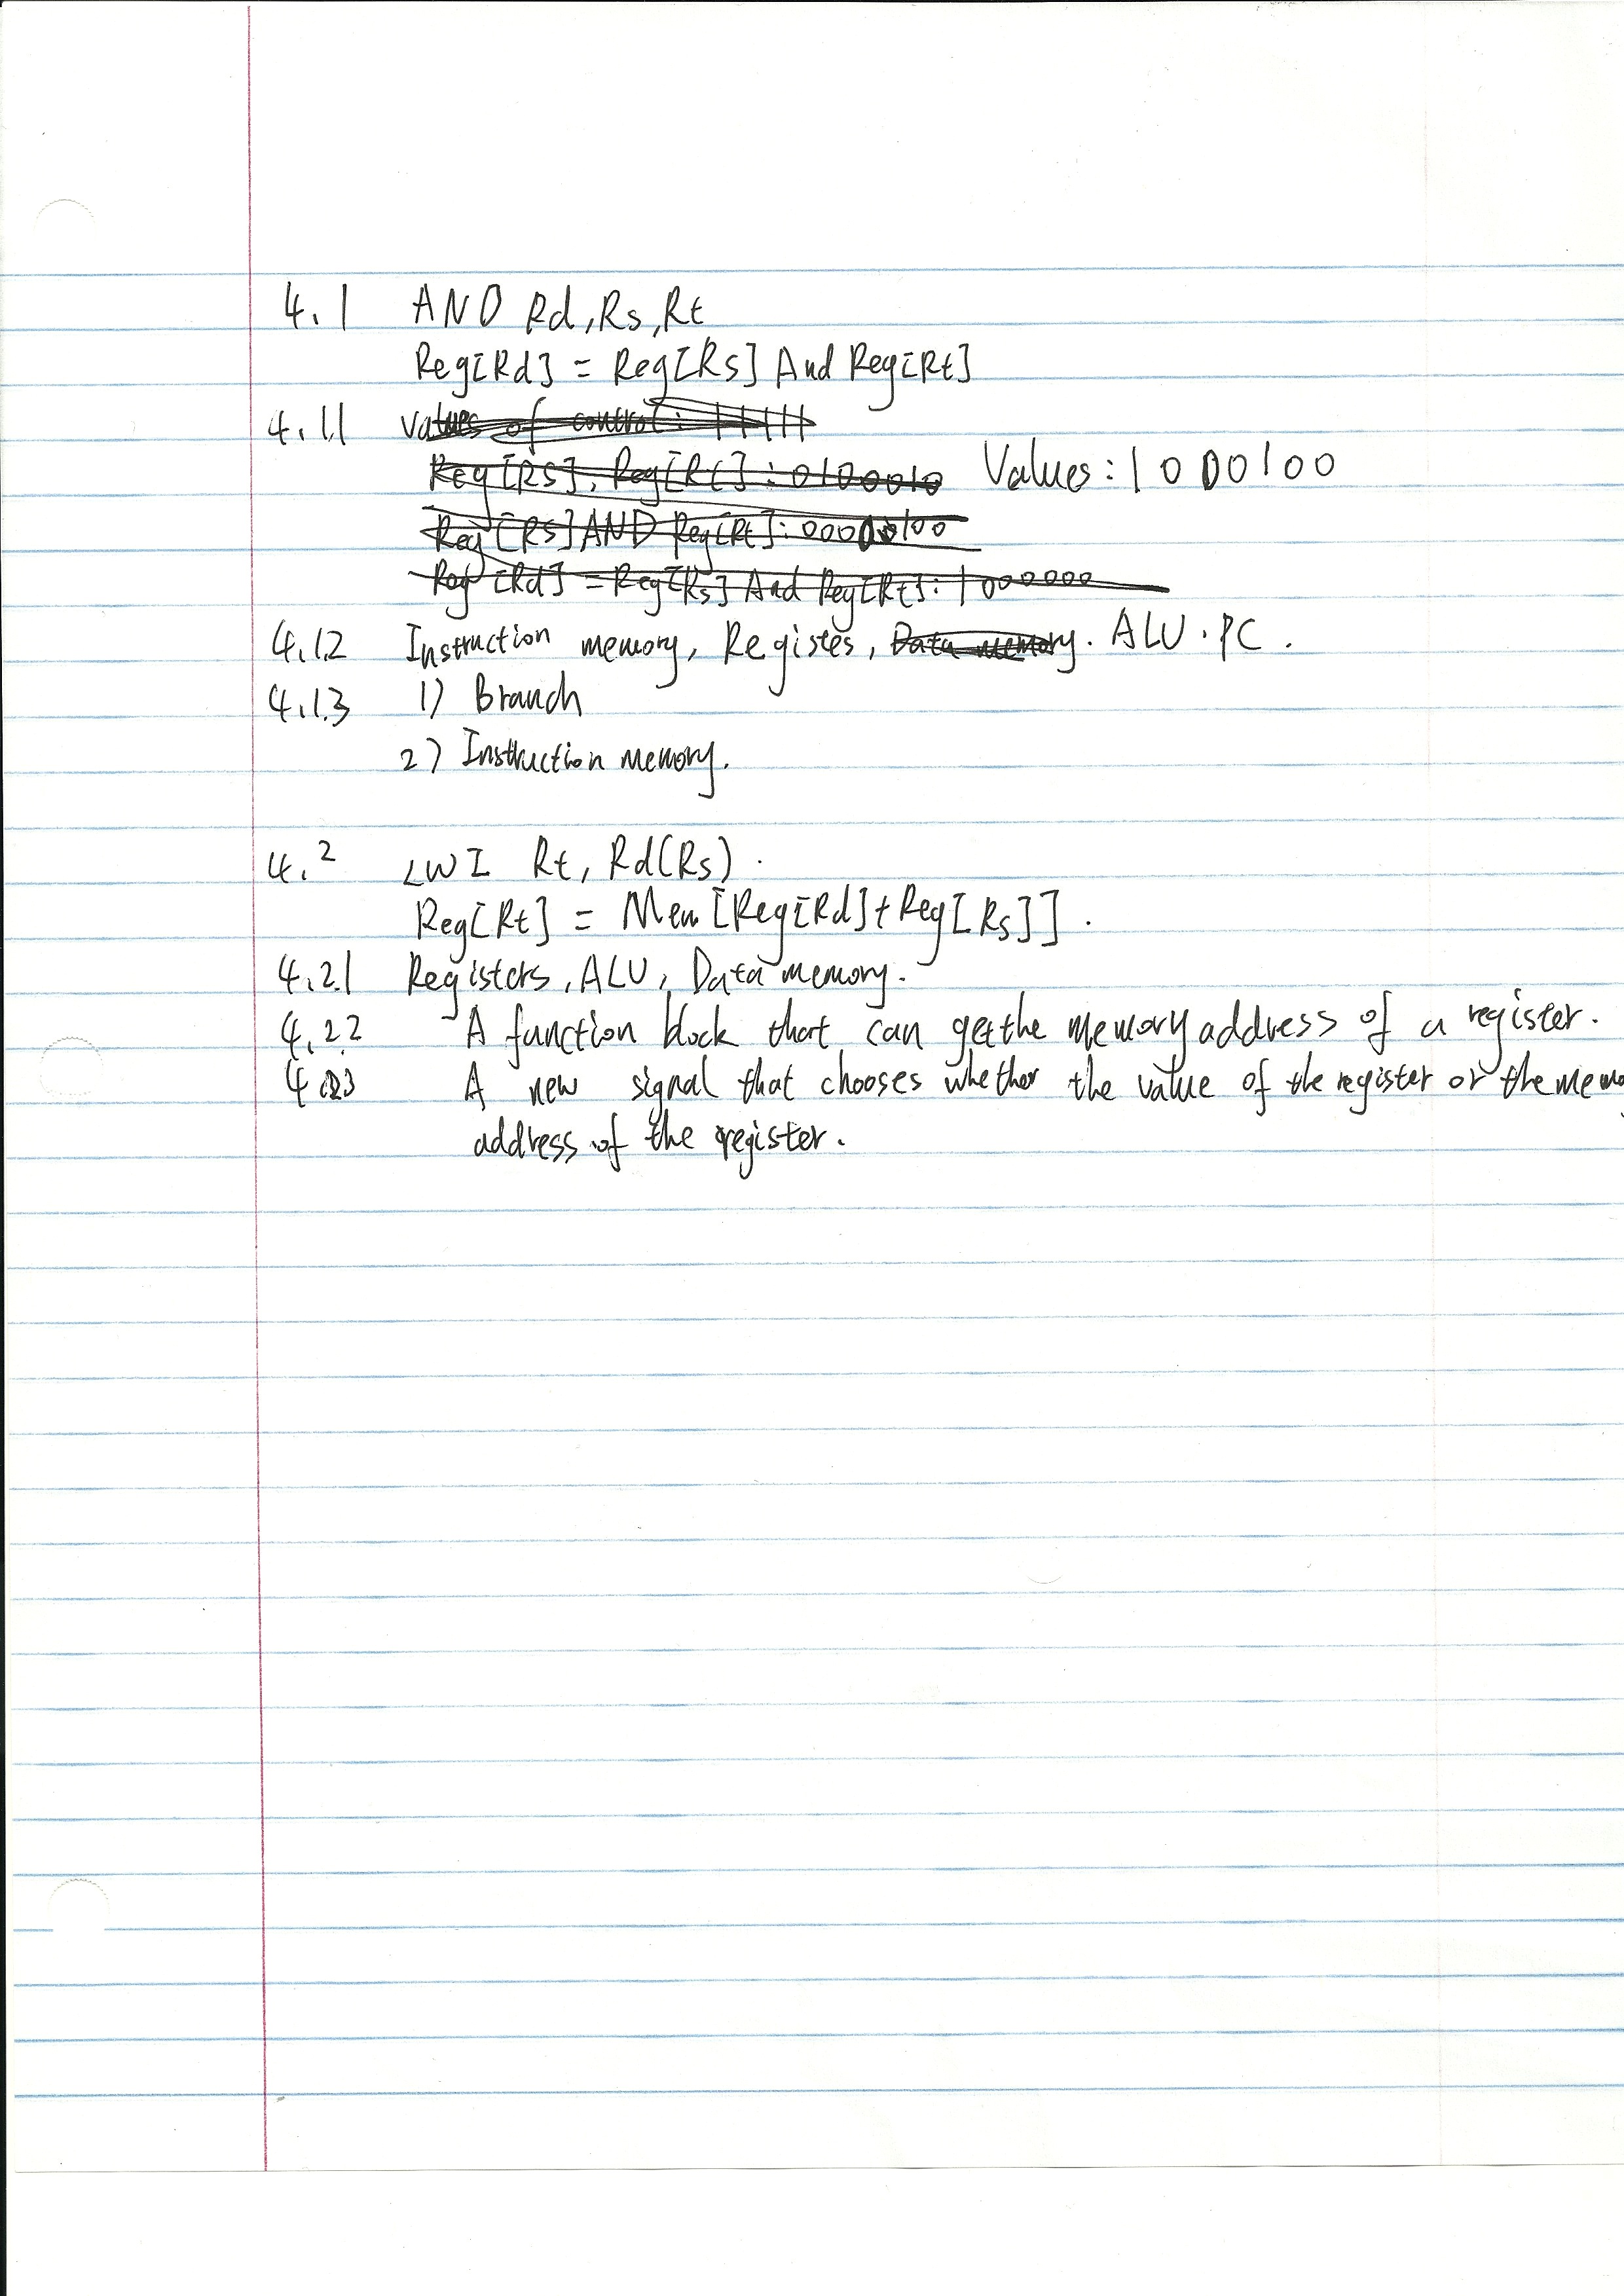 4.1 AND Rd, Rs, Rt
Reg[Rd] = Reg[Rs] And Reg[Rt]
4.1.1 Values of control: 11111
Reg[Rs], Reg[Rt]: 0100010 Values: 1000100
Reg[Rs] AND Reg[Rt]:
Reg[Rd] = Reg[Rs] And Reg[Rt]: 1000000
4.1.2 Instruction memory, Registes, Data memory. ALU. PC.
4.1.3 1) Branch
2) Instruction memory.
4.2 LWI Rt, Rd(Rs).
Reg[Rt] = Mem[Reg[Rd]+Reg[Rs]].
4.2.1 Registers, ALU, Data memory.
4.2.2 A function block that can get the memory address of a register.
4.2.3 A new signal that chooses whether the value of the register or the memo
address of the register.